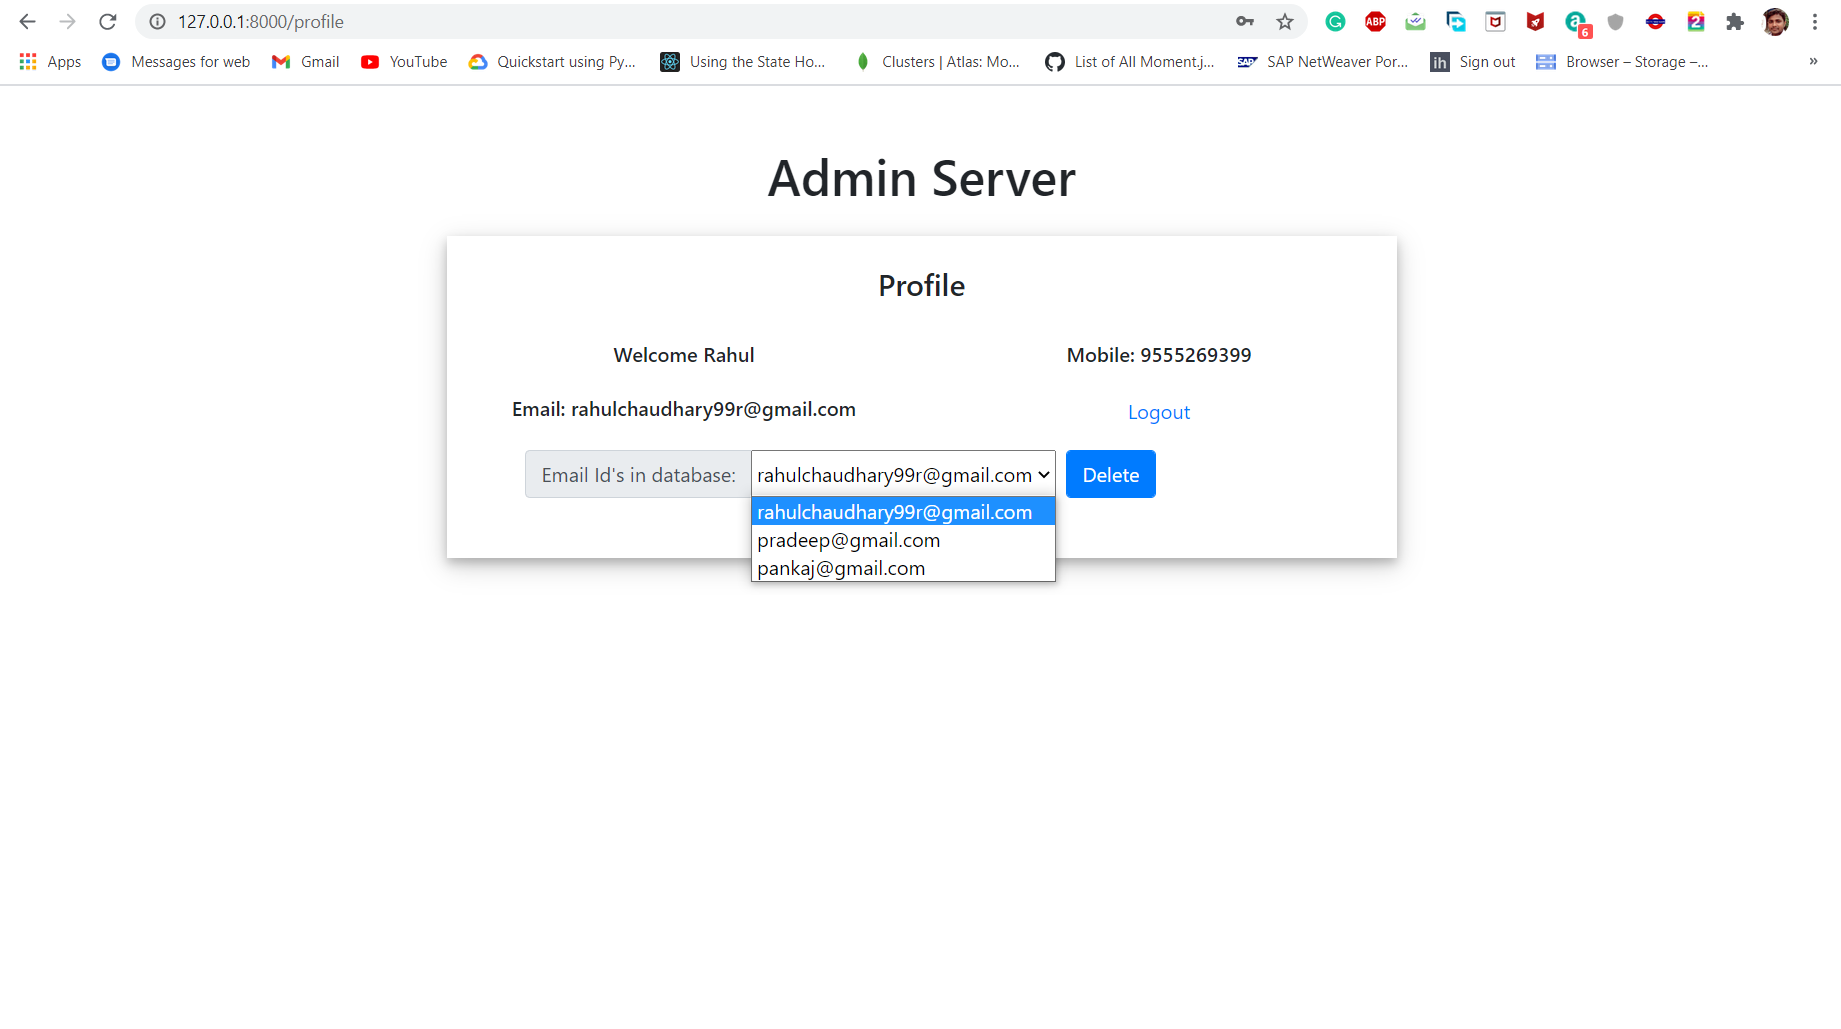 127.0.0.1:8000/profile
ABP
6
2
Apps
Messages for web
Gmail
YouTube
Quickstart using Py...
Using the State Ho...
Clusters | Atlas: Mo...
List of All Moment.j...
SAP
SAP NetWeaver Por...
ih
Sign out
Browser – Storage –...
»
Admin Server
Profile
Welcome Rahul
Mobile: 9555269399
Email: rahulchaudhary99r@gmail.com
Logout
Email Id's in database:
rahulchaudhary99r@gmail.com
Delete
rahulchaudhary99r@gmail.com
pradeep@gmail.com
pankaj@gmail.com